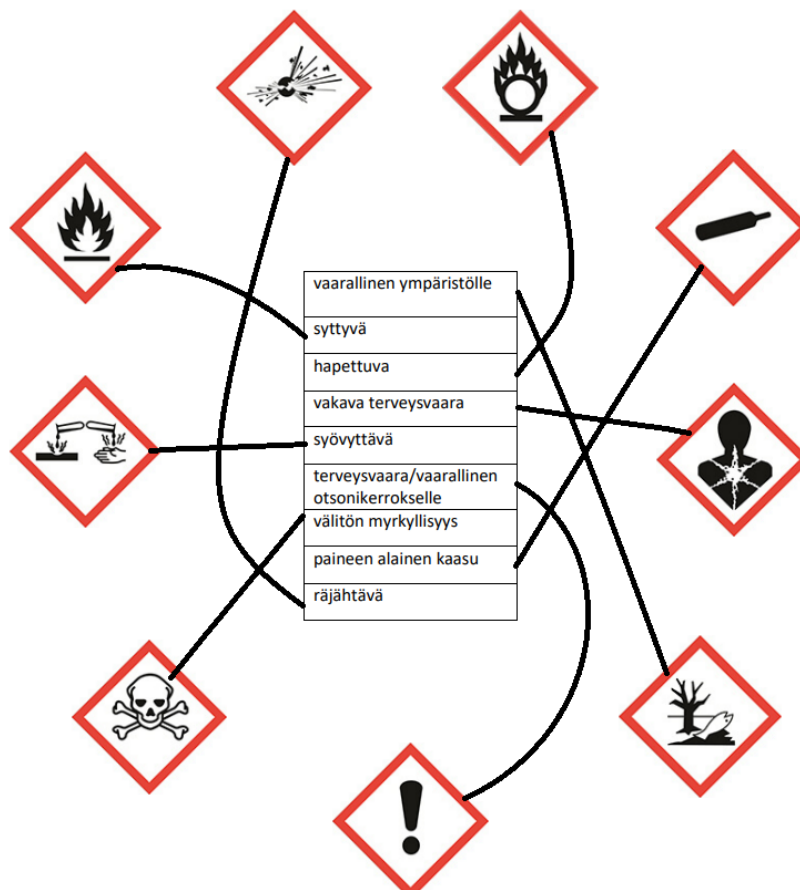 vaarallinen ympäristölle
syttyvä
hapettuva
vakava terveysvaara
syövyttävä
terveysvaara/vaarallinen
otsonikerrokselle
välitön myrkyllisyys
paineen alainen kaasu
räjähtävä